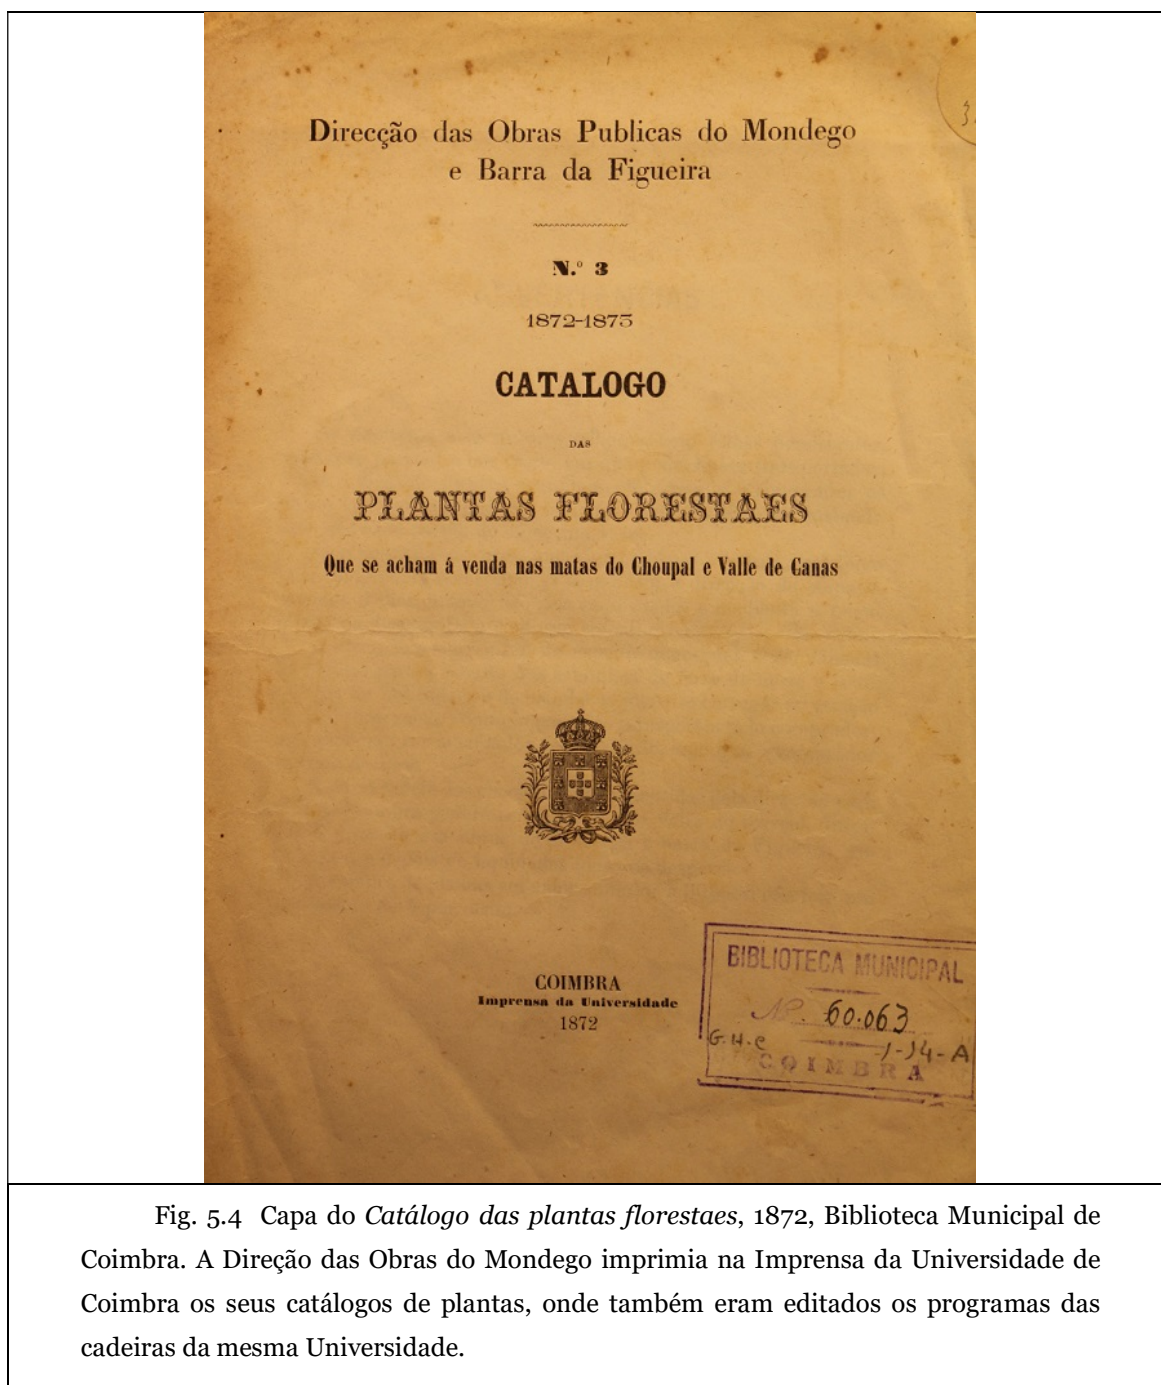 Direcção das Obras Publicas do Mondego
e Barra da Figueira
N.º 3
1872-1873
CATALOGO
DAS
PLANTAS FLORESTAES
Que se acham á venda nas matas do Choupal e Valle de Canas
COIMBRA
Imprensa da Universidade
1872
BIBLIOTECA MUNICIPAL
Nº. 60.063
G.H.C 1-14-A
COIMBRA
Fig. 5.4 Capa do Catálogo das plantas florestaes, 1872, Biblioteca Municipal de
Coimbra. A Direção das Obras do Mondego imprimia na Imprensa da Universidade de
Coimbra os seus catálogos de plantas, onde também eram editados os programas das
cadeiras da mesma Universidade.